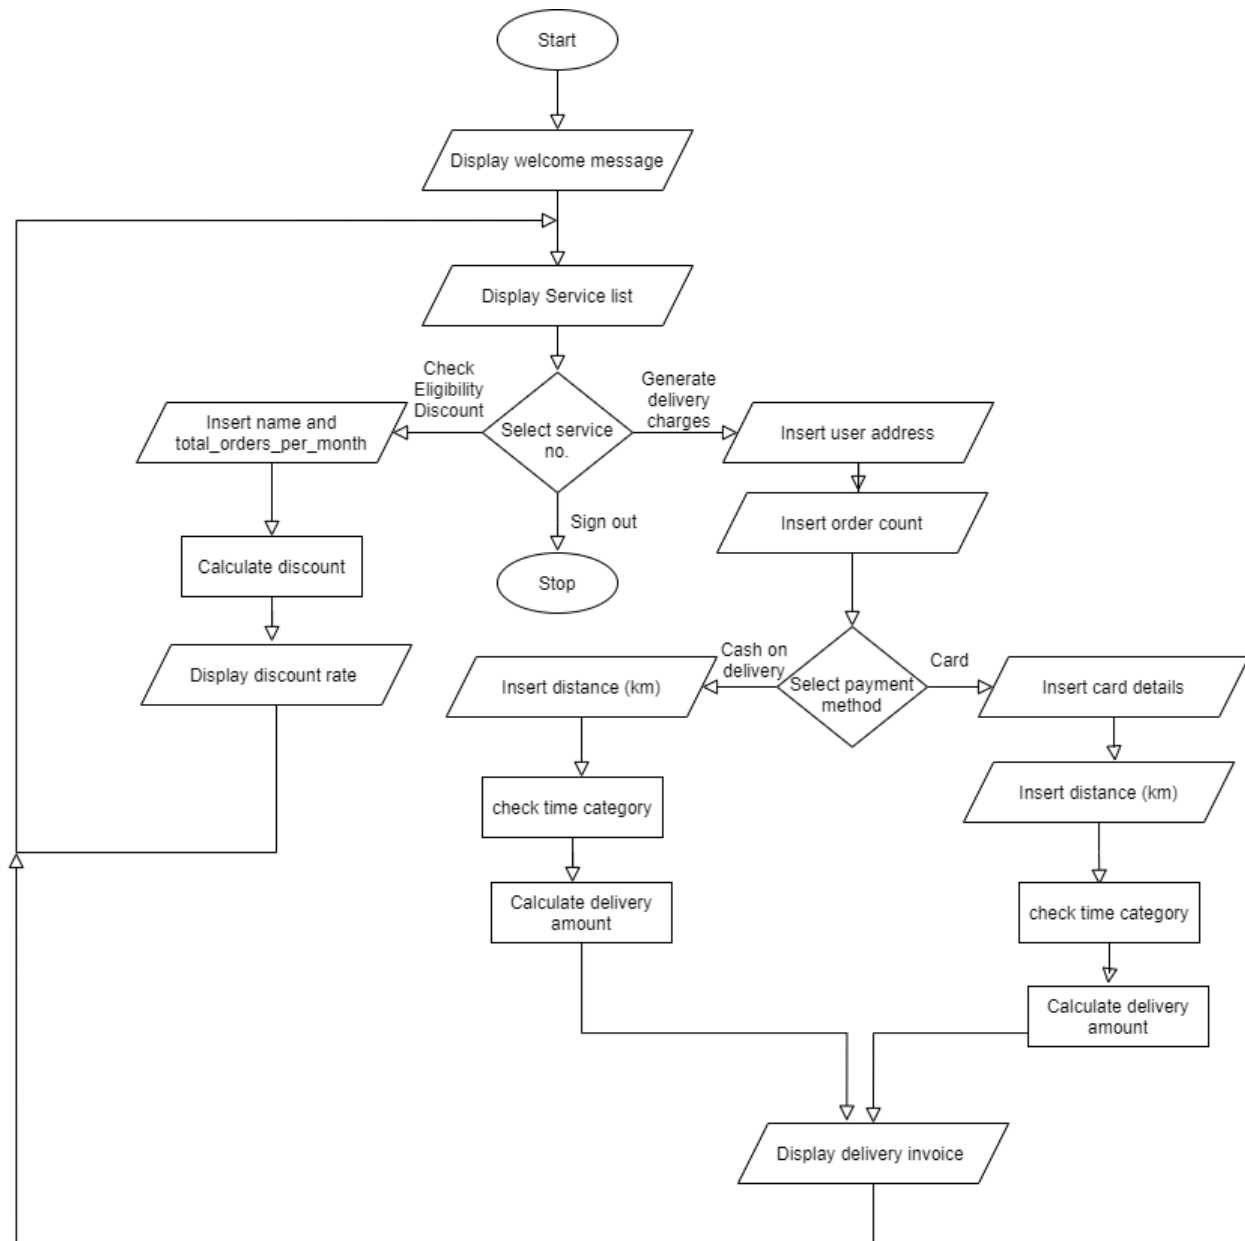 Start
Display welcome message
Display Service list
Check
Eligibility
Discount
Generate
delivery
charges
Insert name and
total_orders_per_month
Select service
no.
Insert user address
Sign out
Insert order count
Calculate discount
Stop
Display discount rate
Cash on
delivery
Card
Insert distance (km)
Select payment
method
Insert card details
check time category
Insert distance (km)
Calculate delivery
amount
check time category
Calculate delivery
amount
Display delivery invoice